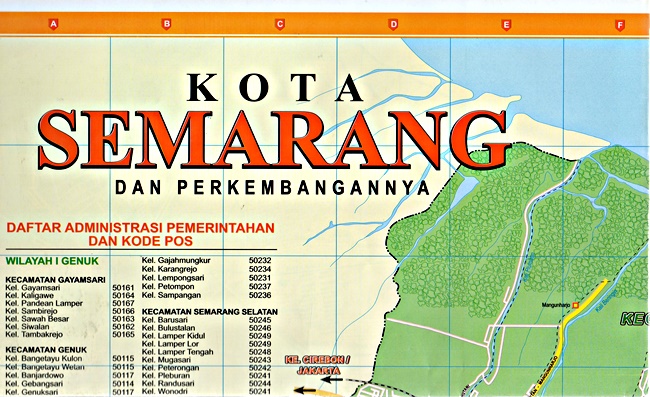 A B C D E F
KOTA
SEMARANG
DAN PERKEMBANGANNYA
DAFTAR ADMINISTRASI PEMERINTAHAN
DAN KODE POS
WILAYAH I GENUK
KECAMATAN GAYAMSARI
Kel. Gayamsari 50161
Kel. Kaligawe 50164
Kel. Pandean Lamper 50167
Kel. Sambirejo 50166
Kel. Sawah Besar 50163
Kel. Siwalan 50162
Kel. Tambakrejo 50165
KECAMATAN GENUK
Kel. Bangetayu Kulon 50115
Kel. Bangetayu Wetan 50115
Kel. Banjardowo 50117
Kel. Gebangsari 50114
Kel. Genuksari 50117
Kel. Gajahmungkur 50232
Kel. Karangrejo 50234
Kel. Lempongsari 50231
Kel. Petompon 50237
Kel. Sampangan 50236
KECAMATAN SEMARANG SELATAN
Kel. Barusari 50245
Kel. Bulustalan 50246
Kel. Lamper Kidul 50249
Kel. Lamper Lor 50249
Kel. Lamper Tengah 50248
Kel. Mugasari 50243
Kel. Peterongan 50242
Kel. Pleburan 50241
Kel. Randusari 50244
Kel. Wonodri 50241
KE. CIREBON /
JAKARTA
Mangunharjo
KEC